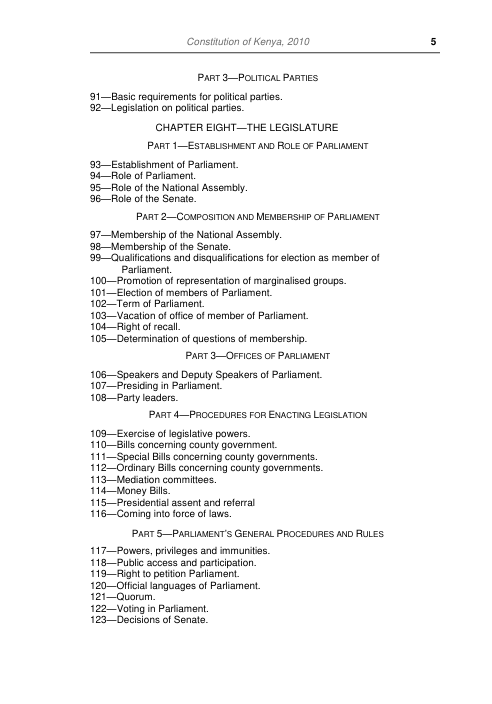 Constitution of Kenya, 2010 5
PART 3—POLITICAL PARTIES
91—Basic requirements for political parties.
92—Legislation on political parties.
CHAPTER EIGHT—THE LEGISLATURE
PART 1—ESTABLISHMENT AND ROLE OF PARLIAMENT
93—Establishment of Parliament.
94—Role of Parliament.
95—Role of the National Assembly.
96—Role of the Senate.
PART 2—COMPOSITION AND MEMBERSHIP OF PARLIAMENT
97—Membership of the National Assembly.
98—Membership of the Senate.
99—Qualifications and disqualifications for election as member of
Parliament.
100—Promotion of representation of marginalised groups.
101—Election of members of Parliament.
102—Term of Parliament.
103—Vacation of office of member of Parliament.
104—Right of recall.
105—Determination of questions of membership.
PART 3—OFFICES OF PARLIAMENT
106—Speakers and Deputy Speakers of Parliament.
107—Presiding in Parliament.
108—Party leaders.
PART 4—PROCEDURES FOR ENACTING LEGISLATION
109—Exercise of legislative powers.
110—Bills concerning county government.
111—Special Bills concerning county governments.
112—Ordinary Bills concerning county governments.
113—Mediation committees.
114—Money Bills.
115—Presidential assent and referral
116—Coming into force of laws.
PART 5—PARLIAMENT'S GENERAL PROCEDURES AND RULES
117—Powers, privileges and immunities.
118—Public access and participation.
119—Right to petition Parliament.
120—Official languages of Parliament.
121—Quorum.
122—Voting in Parliament.
123—Decisions of Senate.